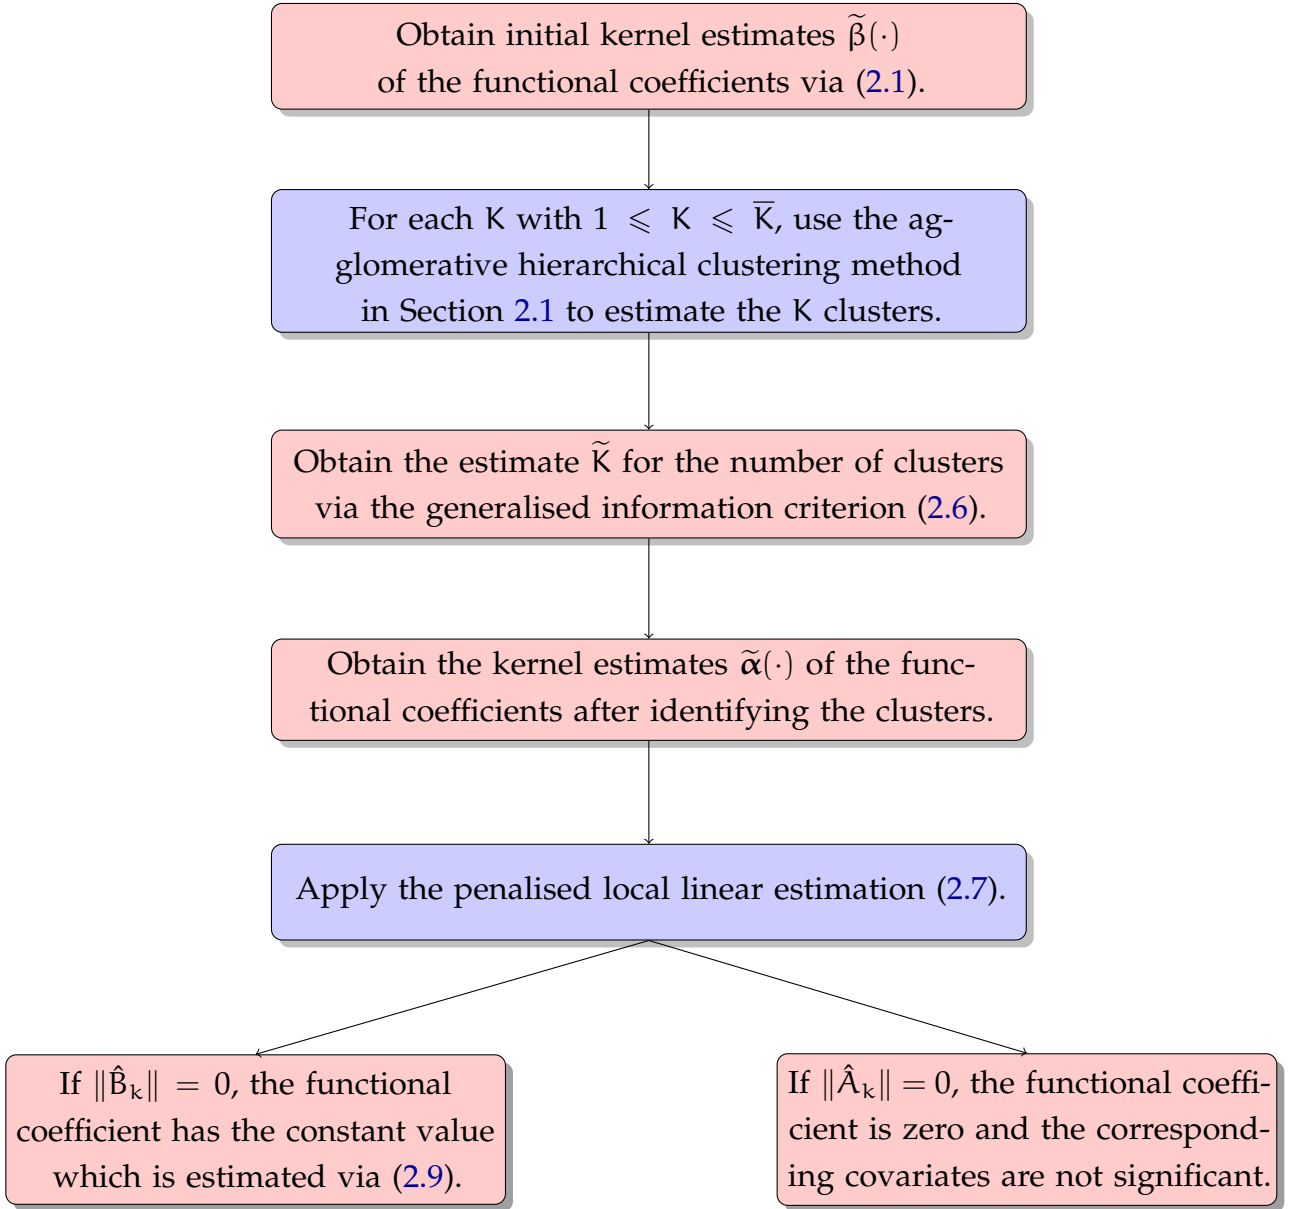 Obtain initial kernel estimates β̃(·)
of the functional coefficients via (2.1).
For each K with 1 ⩽ K ⩽ K̅, use the ag-
glomerative hierarchical clustering method
in Section 2.1 to estimate the K clusters.
Obtain the estimate K̃ for the number of clusters
via the generalised information criterion (2.6).
Obtain the kernel estimates α̃(·) of the func-
tional coefficients after identifying the clusters.
Apply the penalised local linear estimation (2.7).
If ‖B̂ₖ‖ = 0, the functional
coefficient has the constant value
which is estimated via (2.9).
If ‖Âₖ‖ = 0, the functional coeffi-
cient is zero and the correspond-
ing covariates are not significant.